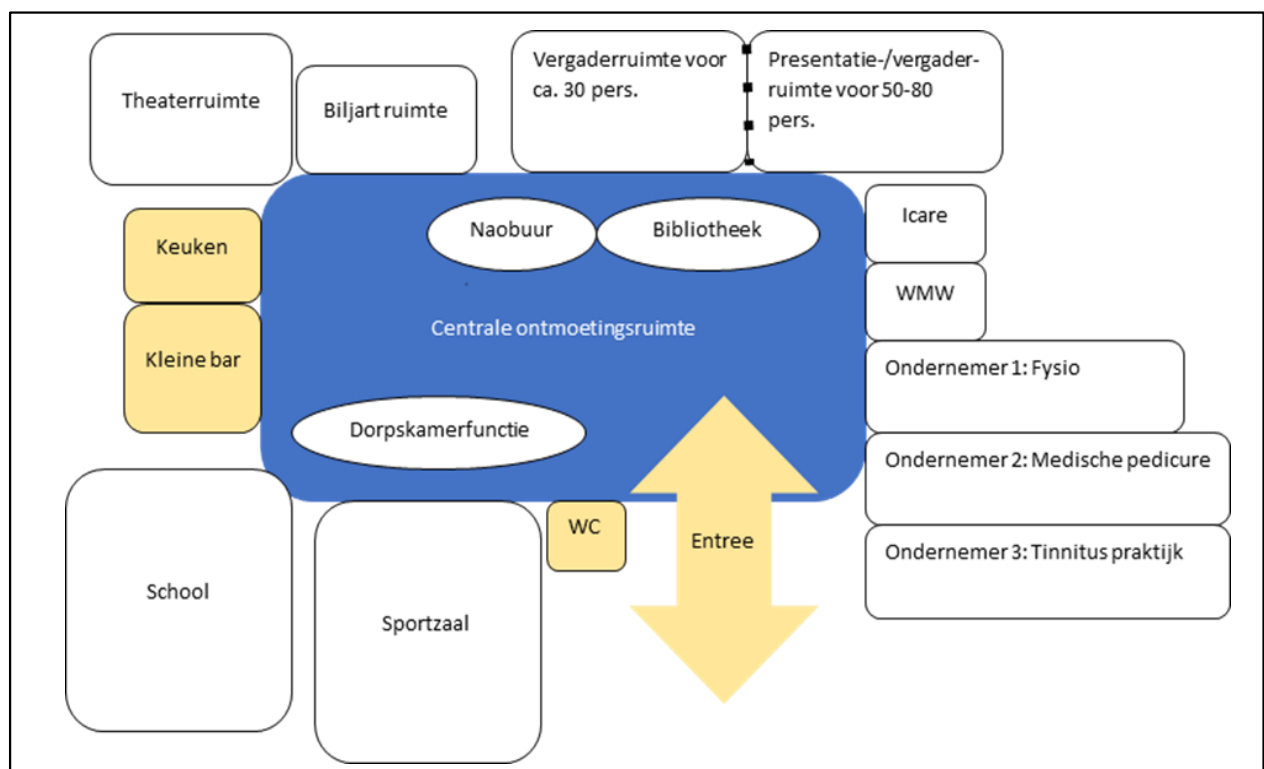 Theaterruimte
Biljart ruimte
Vergaderruimte voor
ca. 30 pers.
Presentatie-/vergader-
ruimte voor 50-80
pers.
Keuken
Naobuur
Bibliotheek
Icare
WMW
Centrale ontmoetingsruimte
Kleine bar
Ondernemer 1: Fysio
Dorpskamerfunctie
Ondernemer 2: Medische pedicure
WC
Entree
Ondernemer 3: Tinnitus praktijk
School
Sportzaal